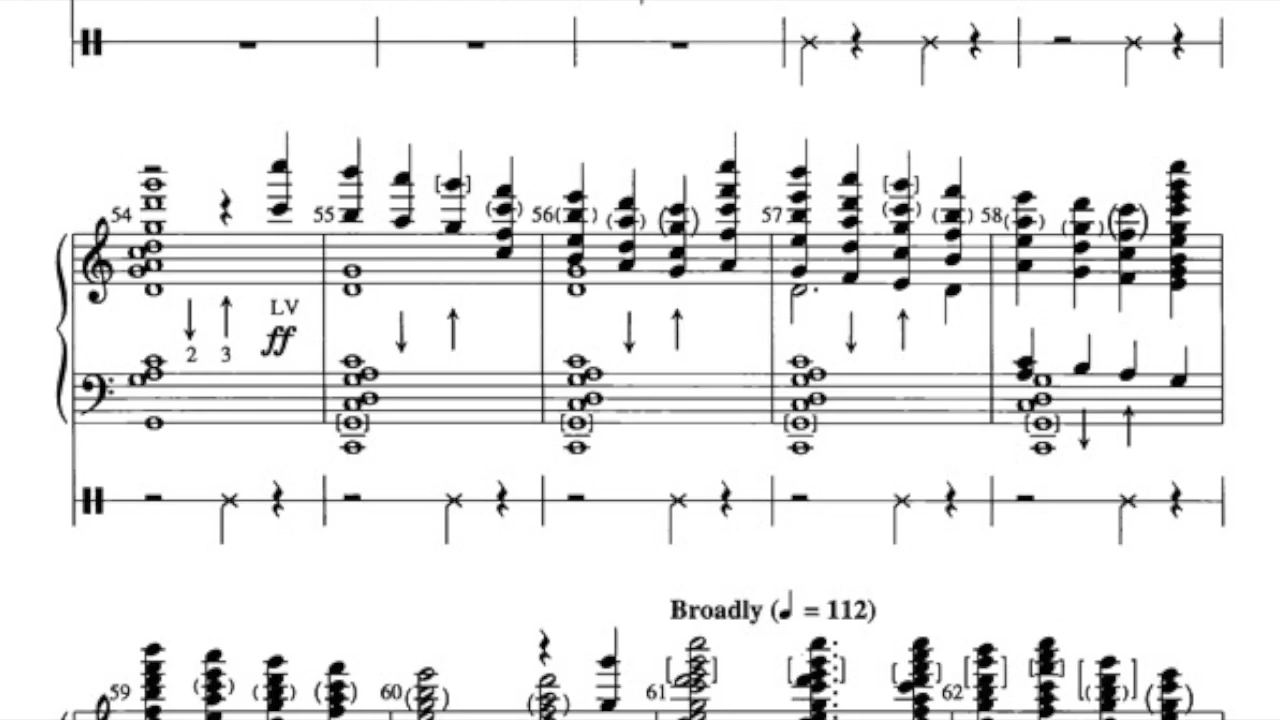 54 55 56 57 58
LV
2 3 ff
Broadly (♩ = 112)
59 60 61 62